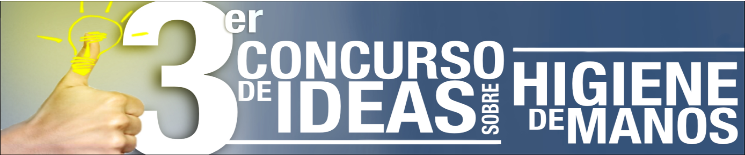 3er
CONCURSO
DE IDEAS SOBRE
HIGIENE
DE MANOS